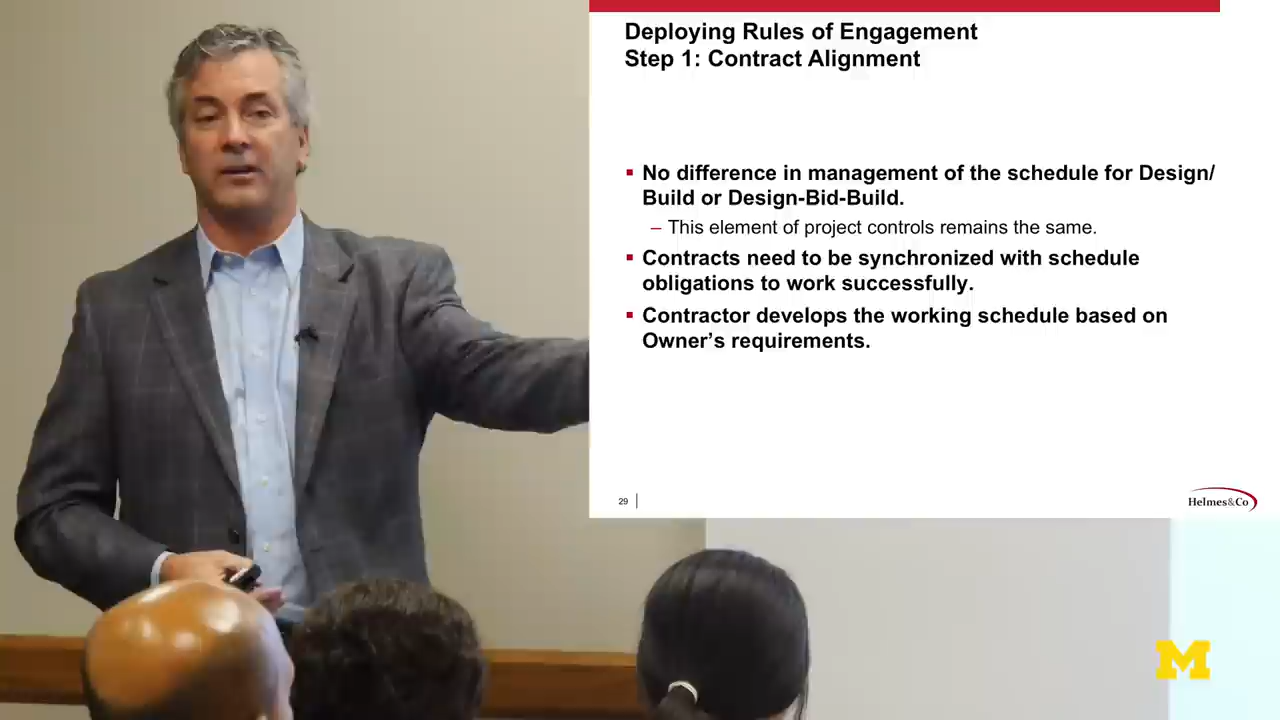 Deploying Rules of Engagement
Step 1: Contract Alignment
▪ No difference in management of the schedule for Design/
Build or Design-Bid-Build.
– This element of project controls remains the same.
▪ Contracts need to be synchronized with schedule
obligations to work successfully.
▪ Contractor develops the working schedule based on
Owner’s requirements.
29
Helmes&Co
M